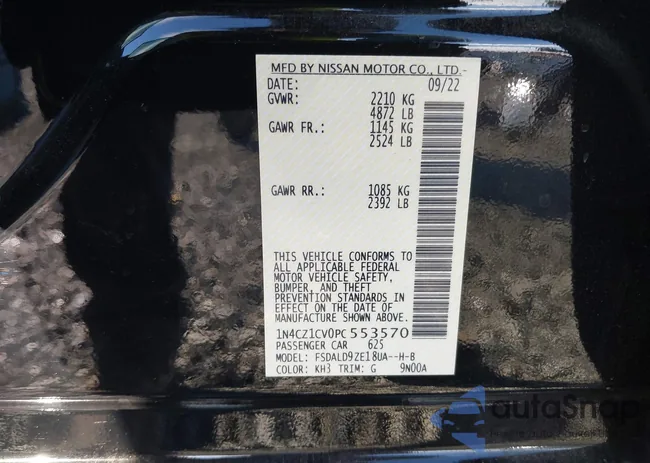 MFD BY NISSAN MOTOR CO., LTD.
DATE: 09/22
GVWR: 2210 KG
4872 LB
GAWR FR.: 1145 KG
2524 LB
GAWR RR.: 1085 KG
2392 LB
THIS VEHICLE CONFORMS TO
ALL APPLICABLE FEDERAL
MOTOR VEHICLE SAFETY,
BUMPER, AND THEFT
PREVENTION STANDARDS IN
EFFECT ON THE DATE OF
MANUFACTURE SHOWN ABOVE.
1N4CZ1CV0PC553570
PASSENGER CAR 625
MODEL: FSDALD9ZE18UA--H-B
COLOR: KH3 TRIM: G 9N00A
autoSnap